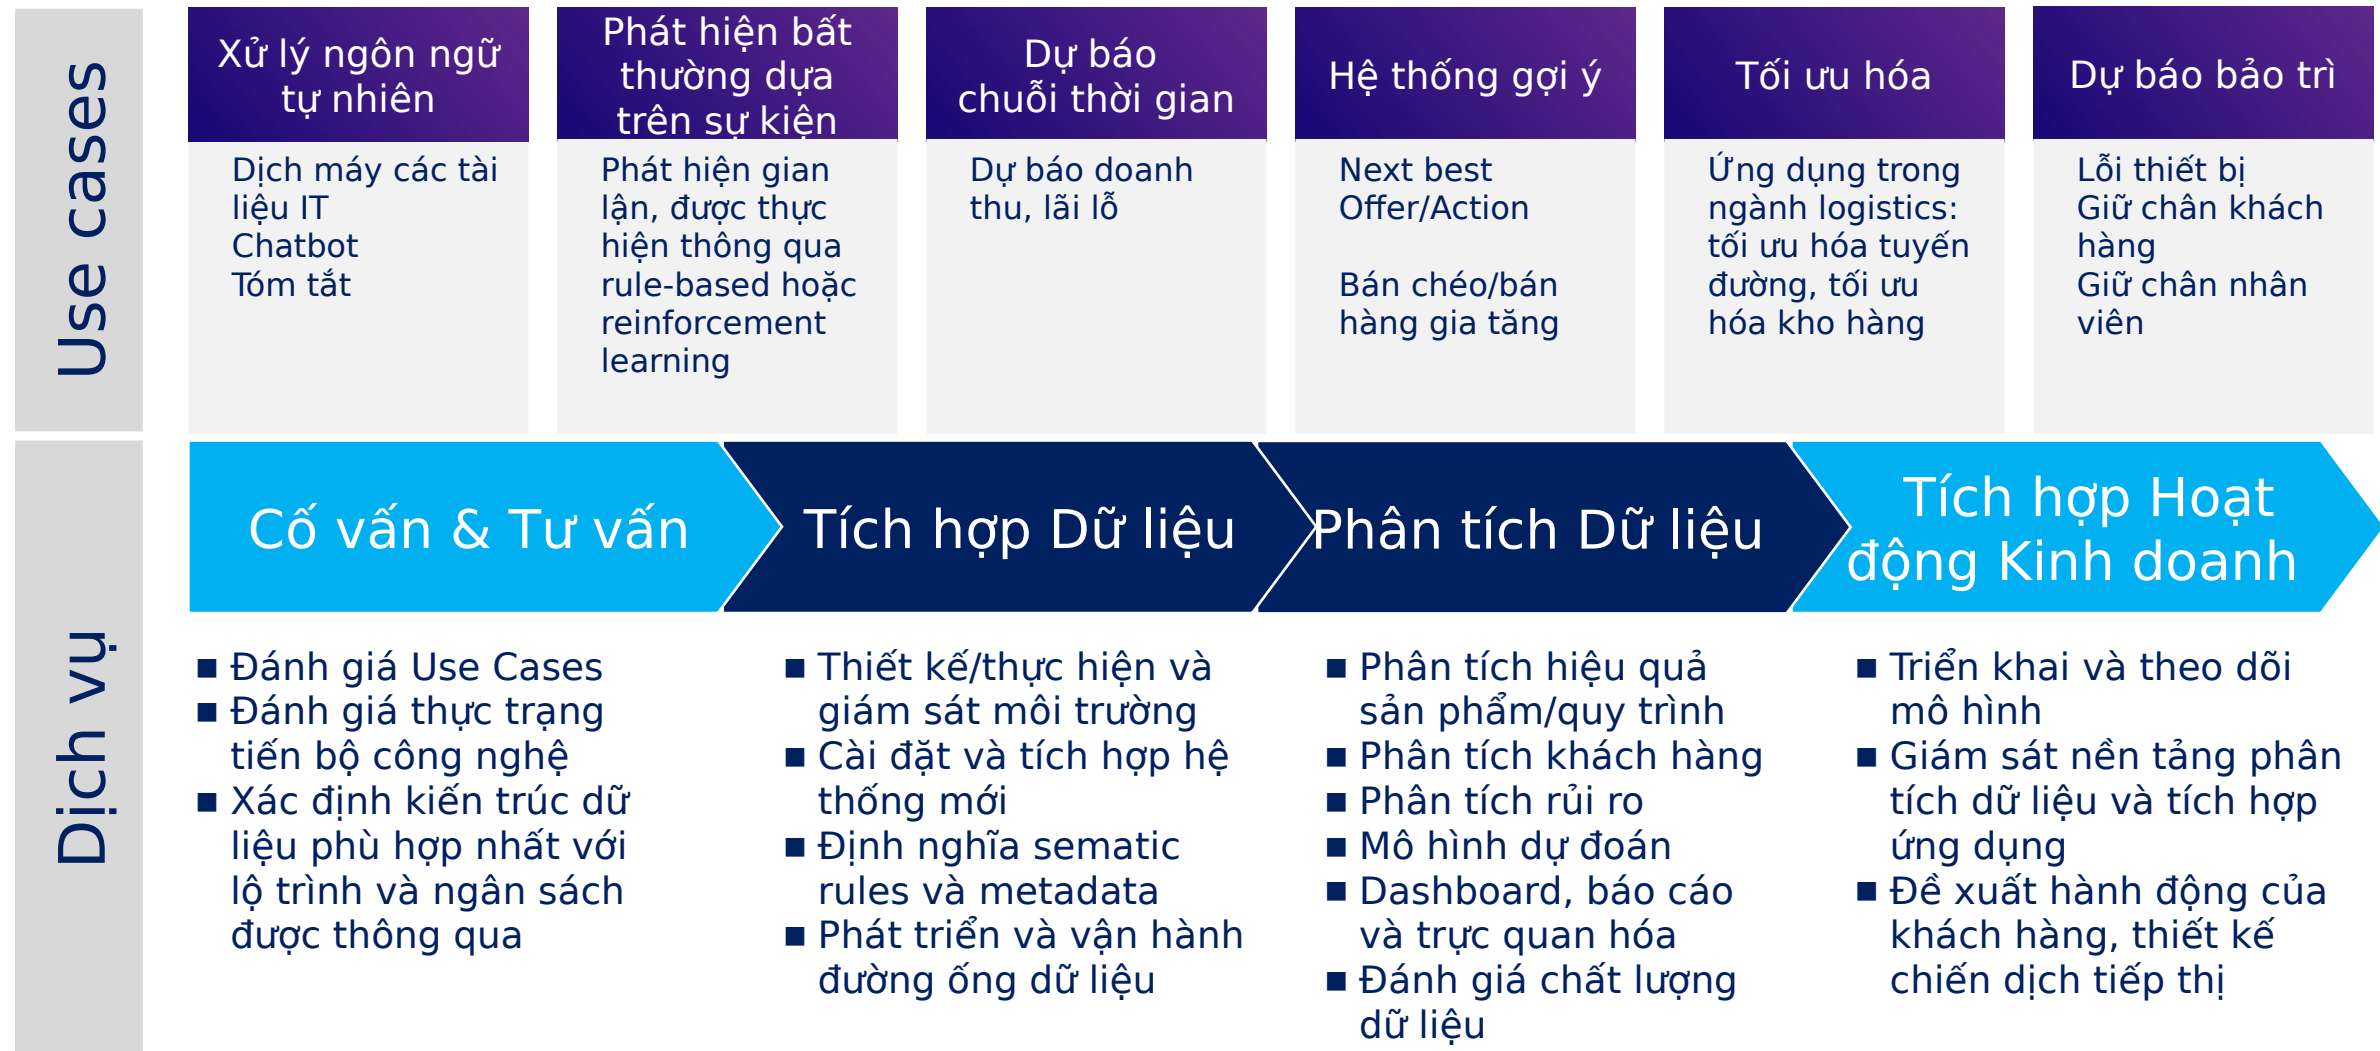 Use cases
Xử lý ngôn ngữ
tự nhiên
Dịch máy các tài
liệu IT
Chatbot
Tóm tắt
Phát hiện bất
thường dựa
trên sự kiện
Phát hiện gian
lận, được thực
hiện thông qua
rule-based hoặc
reinforcement
learning
Dự báo
chuỗi thời gian
Dự báo doanh
thu, lãi lỗ
Hệ thống gợi ý
Next best
Offer/Action
Bán chéo/bán
hàng gia tăng
Tối ưu hóa
Ứng dụng trong
ngành logistics:
tối ưu hóa tuyến
đường, tối ưu
hóa kho hàng
Dự báo bảo trì
Lỗi thiết bị
Giữ chân khách
hàng
Giữ chân nhân
viên
Dịch vụ
Cố vấn & Tư vấn
■ Đánh giá Use Cases
■ Đánh giá thực trạng
tiến bộ công nghệ
■ Xác định kiến trúc dữ
liệu phù hợp nhất với
lộ trình và ngân sách
được thông qua
Tích hợp Dữ liệu
■ Thiết kế/thực hiện và
giám sát môi trường
■ Cài đặt và tích hợp hệ
thống mới
■ Định nghĩa sematic
rules và metadata
■ Phát triển và vận hành
đường ống dữ liệu
Phân tích Dữ liệu
■ Phân tích hiệu quả
sản phẩm/quy trình
■ Phân tích khách hàng
■ Phân tích rủi ro
■ Mô hình dự đoán
■ Dashboard, báo cáo
và trực quan hóa
■ Đánh giá chất lượng
dữ liệu
Tích hợp Hoạt
động Kinh doanh
■ Triển khai và theo dõi
mô hình
■ Giám sát nền tảng phân
tích dữ liệu và tích hợp
ứng dụng
■ Đề xuất hành động của
khách hàng, thiết kế
chiến dịch tiếp thị